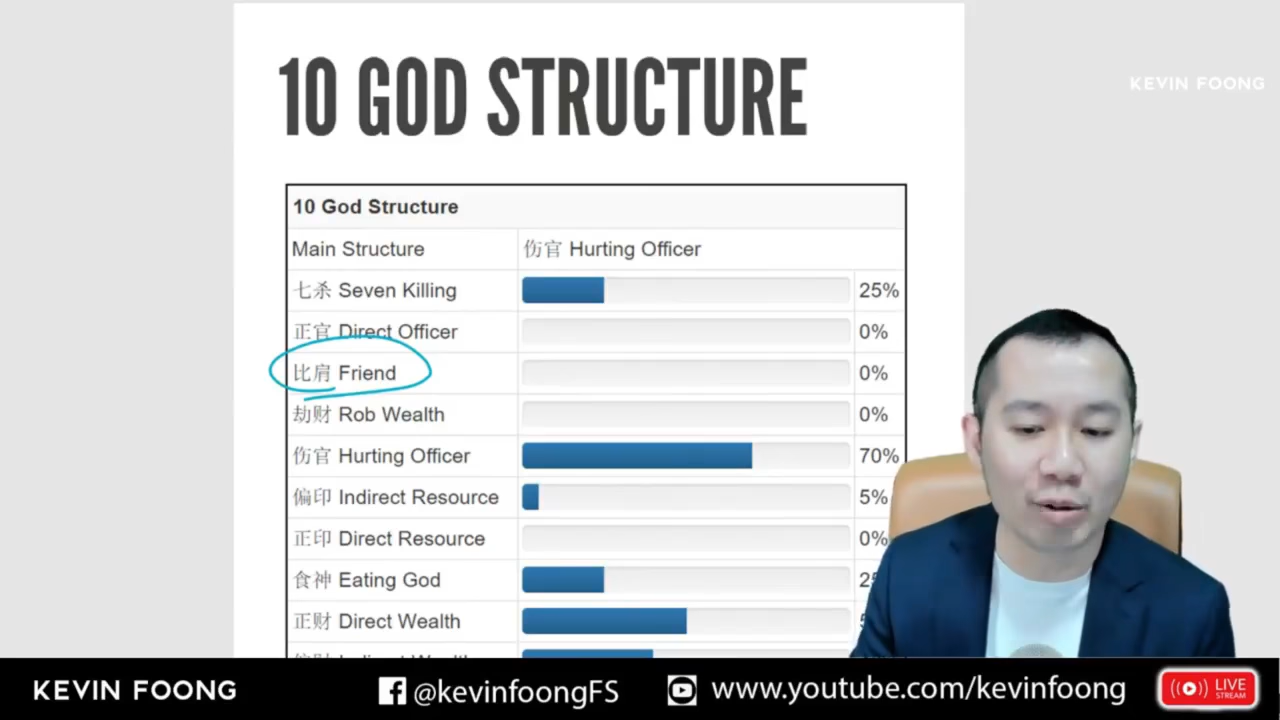 10 GOD STRUCTURE
KEVIN FOONG
10 God Structure
Main Structure 伤官 Hurting Officer
七杀 Seven Killing 25%
正官 Direct Officer 0%
比肩 Friend 0%
劫财 Rob Wealth 0%
伤官 Hurting Officer 70%
偏印 Indirect Resource 5%
正印 Direct Resource 0%
食神 Eating God
正财 Direct Wealth
KEVIN FOONG @kevinfoongFS www.youtube.com/kevinfoong LIVE
STREAM